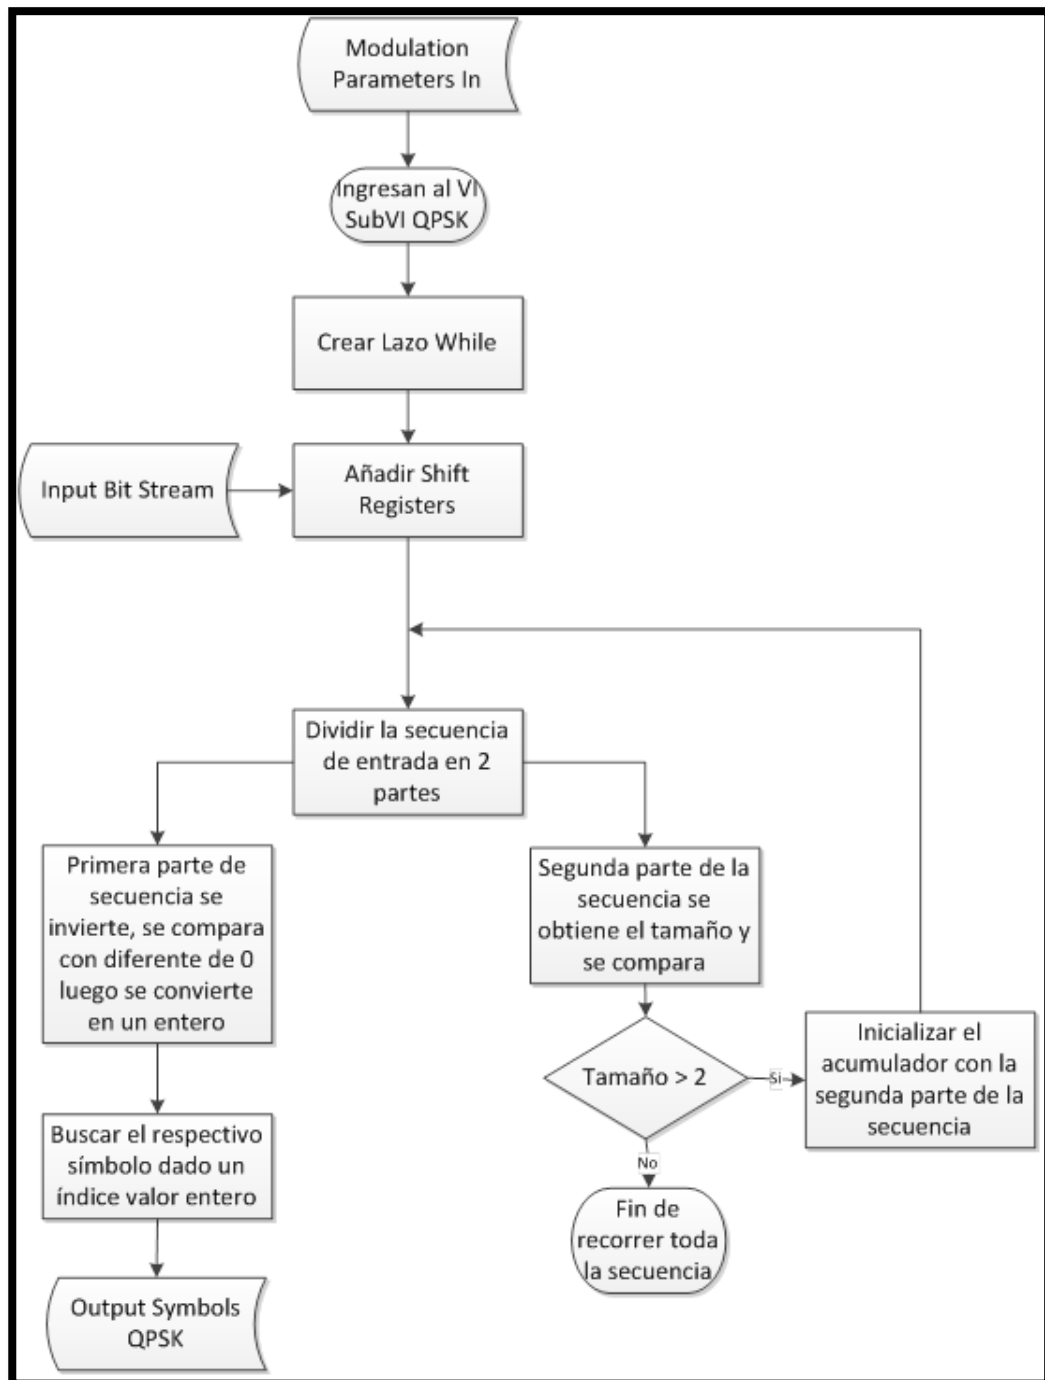 Modulation
Parameters In
Ingresan al VI
SubVI QPSK
Crear Lazo While
Input Bit Stream
Añadir Shift
Registers
Dividir la secuencia
de entrada en 2
partes
Primera parte de
secuencia se
invierte, se compara
con diferente de 0
luego se convierte
en un entero
Segunda parte de la
secuencia se
obtiene el tamaño y
se compara
Tamaño > 2
Si
Inicializar el
acumulador con la
segunda parte de la
secuencia
Buscar el respectivo
símbolo dado un
índice valor entero
No
Fin de
recorrer toda
la secuencia
Output Symbols
QPSK